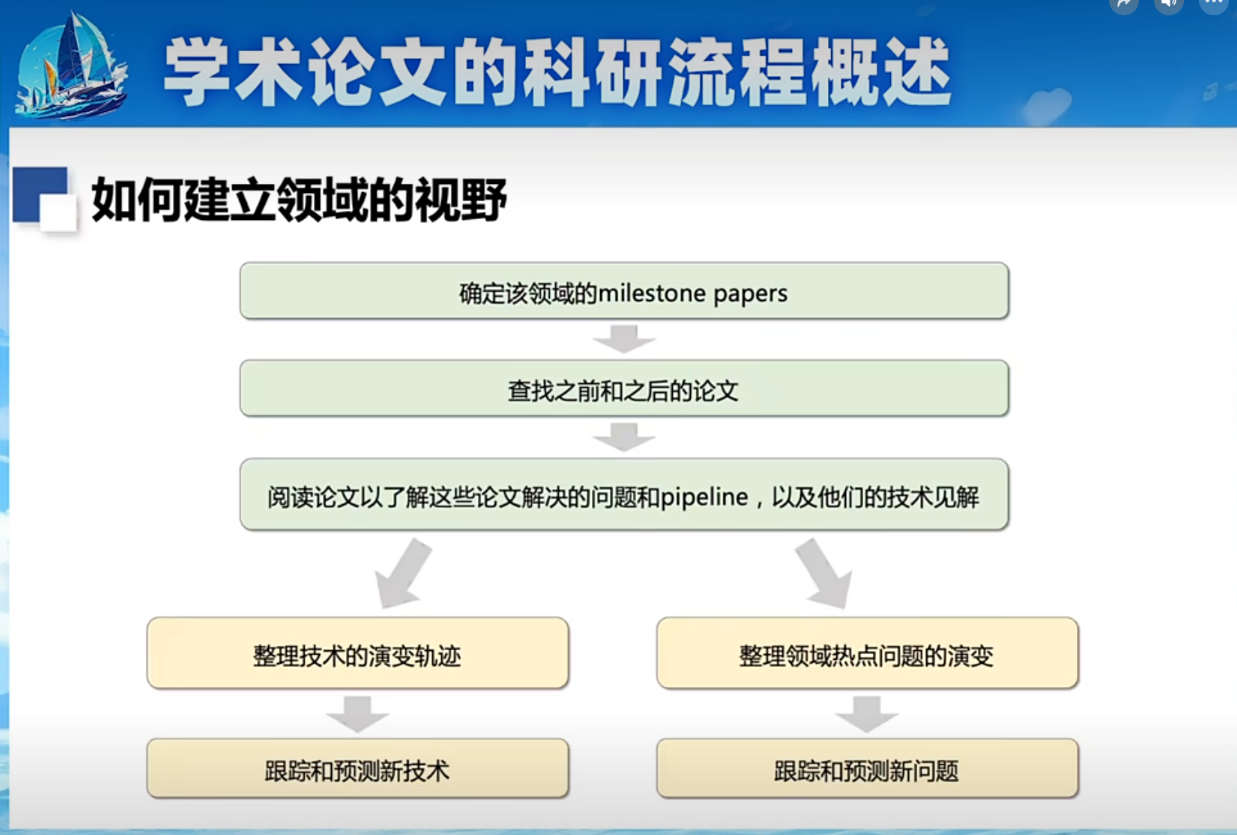 学术论文的科研流程概述
如何建立领域的视野
确定该领域的milestone papers
查找之前和之后的论文
阅读论文以了解这些论文解决的问题和pipeline，以及他们的技术见解
整理技术的演变轨迹
整理领域热点问题的演变
跟踪和预测新技术
跟踪和预测新问题